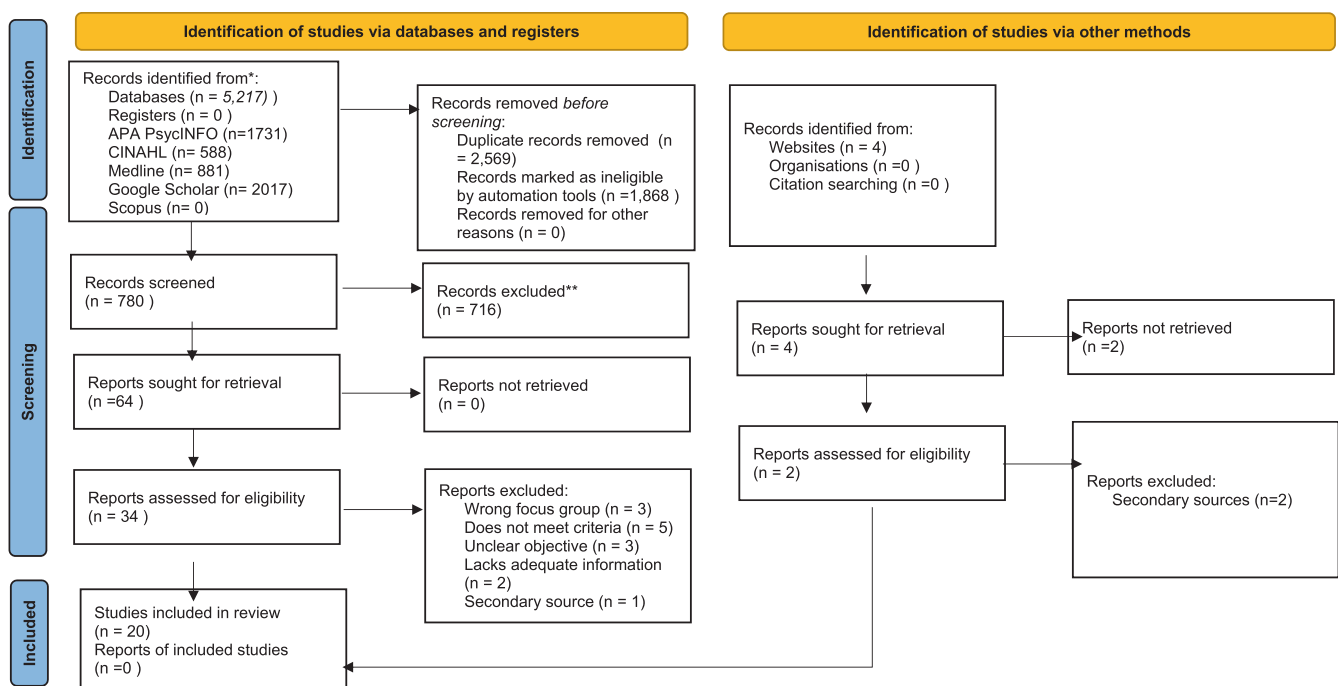 Identification of studies via databases and registers
Identification of studies via other methods
Identification
Records identified from*:
Databases (n = 5,217) )
Registers (n = 0 )
APA PsycINFO (n=1731)
CINAHL (n= 588)
Medline (n= 881)
Google Scholar (n= 2017)
Scopus (n= 0)
Records removed before
screening:
Duplicate records removed (n
= 2,569)
Records marked as ineligible
by automation tools (n =1,868 )
Records removed for other
reasons (n = 0)
Records identified from:
Websites (n = 4)
Organisations (n =0 )
Citation searching (n =0 )
Screening
Records screened
(n = 780 )
Records excluded**
(n = 716)
Reports sought for retrieval
(n =64 )
Reports not retrieved
(n = 0)
Reports sought for retrieval
(n = 4)
Reports not retrieved
(n =2)
Reports assessed for eligibility
(n = 34 )
Reports excluded:
Wrong focus group (n = 3)
Does not meet criteria (n = 5)
Unclear objective (n = 3)
Lacks adequate information
(n = 2)
Secondary source (n = 1)
Reports assessed for eligibility
(n = 2)
Reports excluded:
Secondary sources (n=2)
Included
Studies included in review
(n = 20)
Reports of included studies
(n =0 )